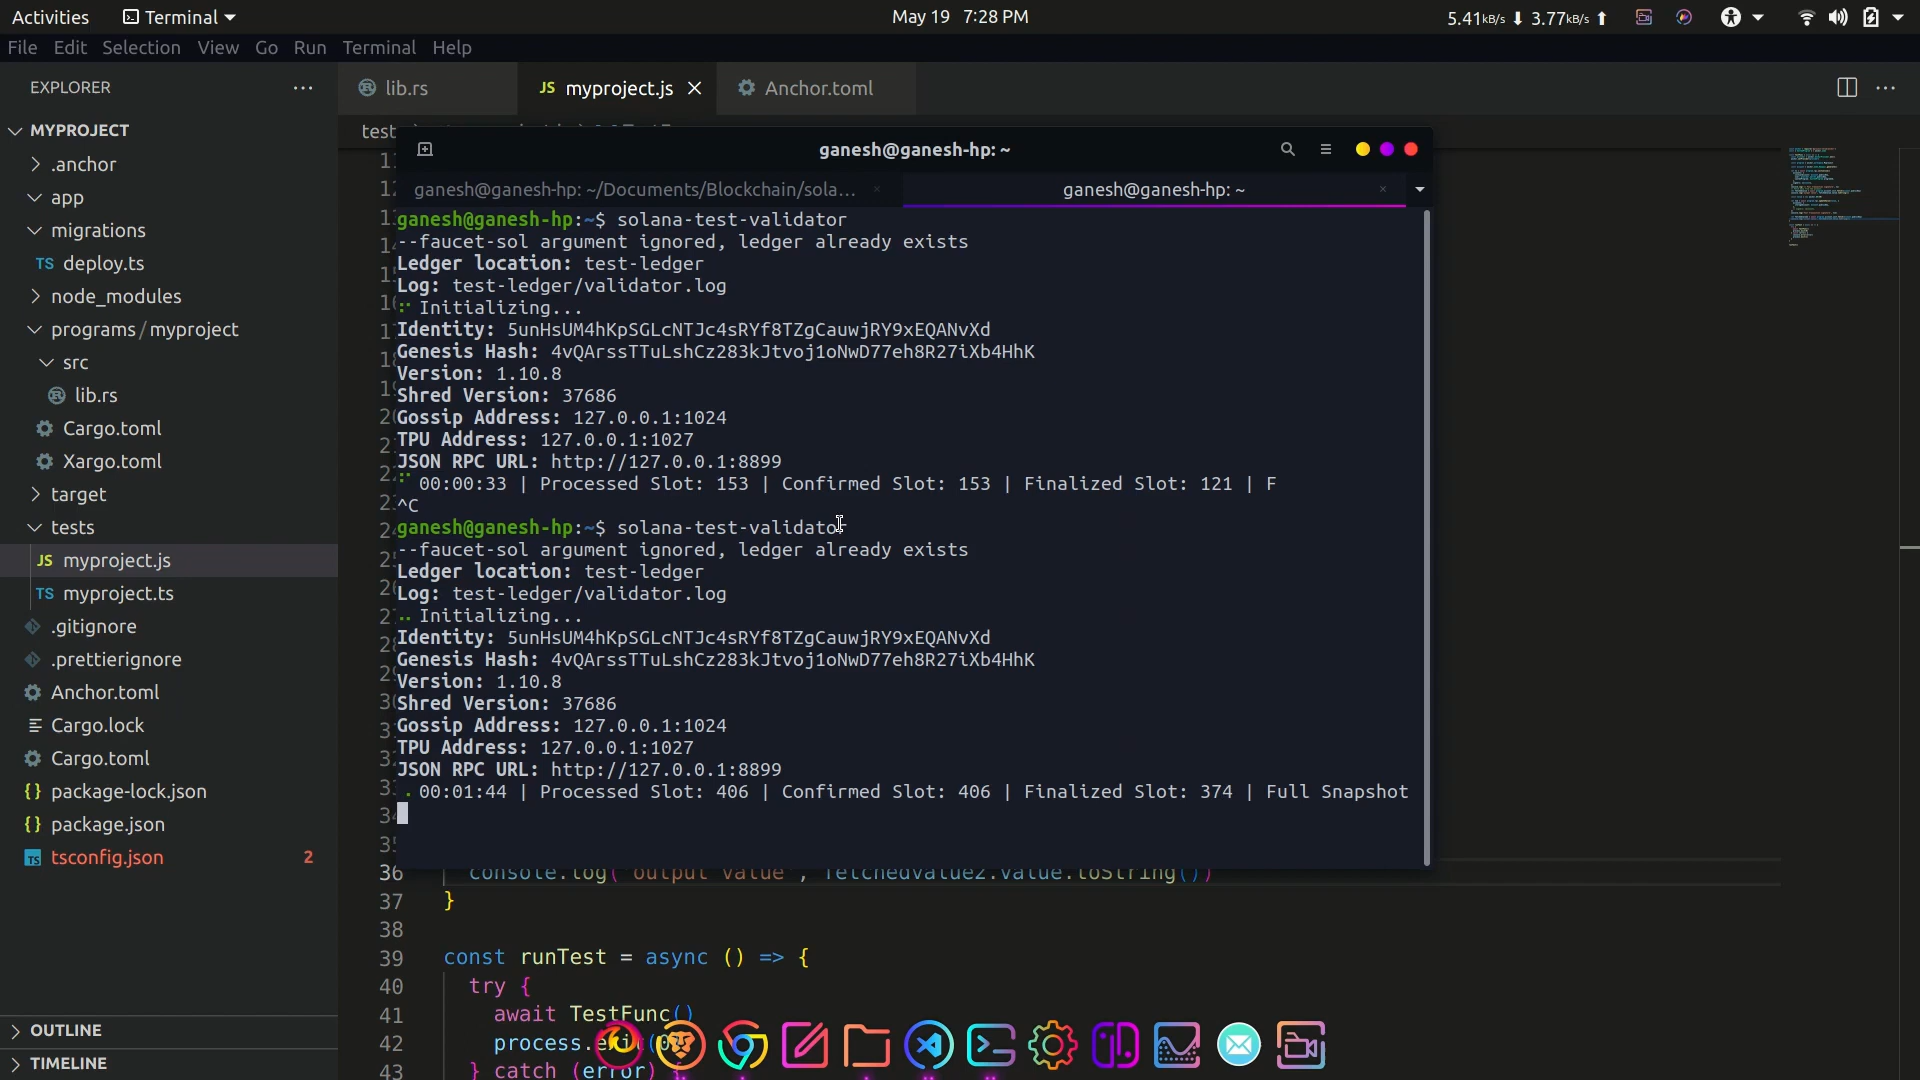 Activities
Terminal
May 19 7:28 PM
5.41kB/s 3.77kB/s
File Edit Selection View Go Run Terminal Help
EXPLORER
lib.rs
JS myproject.js
Anchor.toml
MYPROJECT
.anchor
app
migrations
TS deploy.ts
node_modules
programs/myproject
src
lib.rs
Cargo.toml
Xargo.toml
target
tests
JS myproject.js
TS myproject.ts
.gitignore
.prettierignore
Anchor.toml
Cargo.lock
Cargo.toml
{} package-lock.json
{} package.json
TS tsconfig.json 2
OUTLINE
TIMELINE
ganesh@ganesh-hp: ~
ganesh@ganesh-hp: ~/Documents/Blockchain/sola...
ganesh@ganesh-hp: ~
ganesh@ganesh-hp:~$ solana-test-validator
--faucet-sol argument ignored, ledger already exists
Ledger location: test-ledger
Log: test-ledger/validator.log
Initializing...
Identity: 5unHsUM4hKpSGLcNTJc4sRYf8TZgCauwjRY9xEQANvXd
Genesis Hash: 4vQArssTTuLshCz283kJtvoj1oNwD77eh8R27iXb4HhK
Version: 1.10.8
Shred Version: 37686
Gossip Address: 127.0.0.1:1024
TPU Address: 127.0.0.1:1027
JSON RPC URL: http://127.0.0.1:8899
00:00:33 | Processed Slot: 153 | Confirmed Slot: 153 | Finalized Slot: 121 | F
^C
ganesh@ganesh-hp:~$ solana-test-validator
--faucet-sol argument ignored, ledger already exists
Ledger location: test-ledger
Log: test-ledger/validator.log
Initializing...
Identity: 5unHsUM4hKpSGLcNTJc4sRYf8TZgCauwjRY9xEQANvXd
Genesis Hash: 4vQArssTTuLshCz283kJtvoj1oNwD77eh8R27iXb4HhK
Version: 1.10.8
Shred Version: 37686
Gossip Address: 127.0.0.1:1024
TPU Address: 127.0.0.1:1027
JSON RPC URL: http://127.0.0.1:8899
00:01:44 | Processed Slot: 406 | Confirmed Slot: 406 | Finalized Slot: 374 | Full Snapshot
36 console.log("output value", fetchedValue2.value.toString())
37 }
38
39 const runTest = async () => {
40 try {
41 await TestFunc()
42 process.
43 } catch (error)